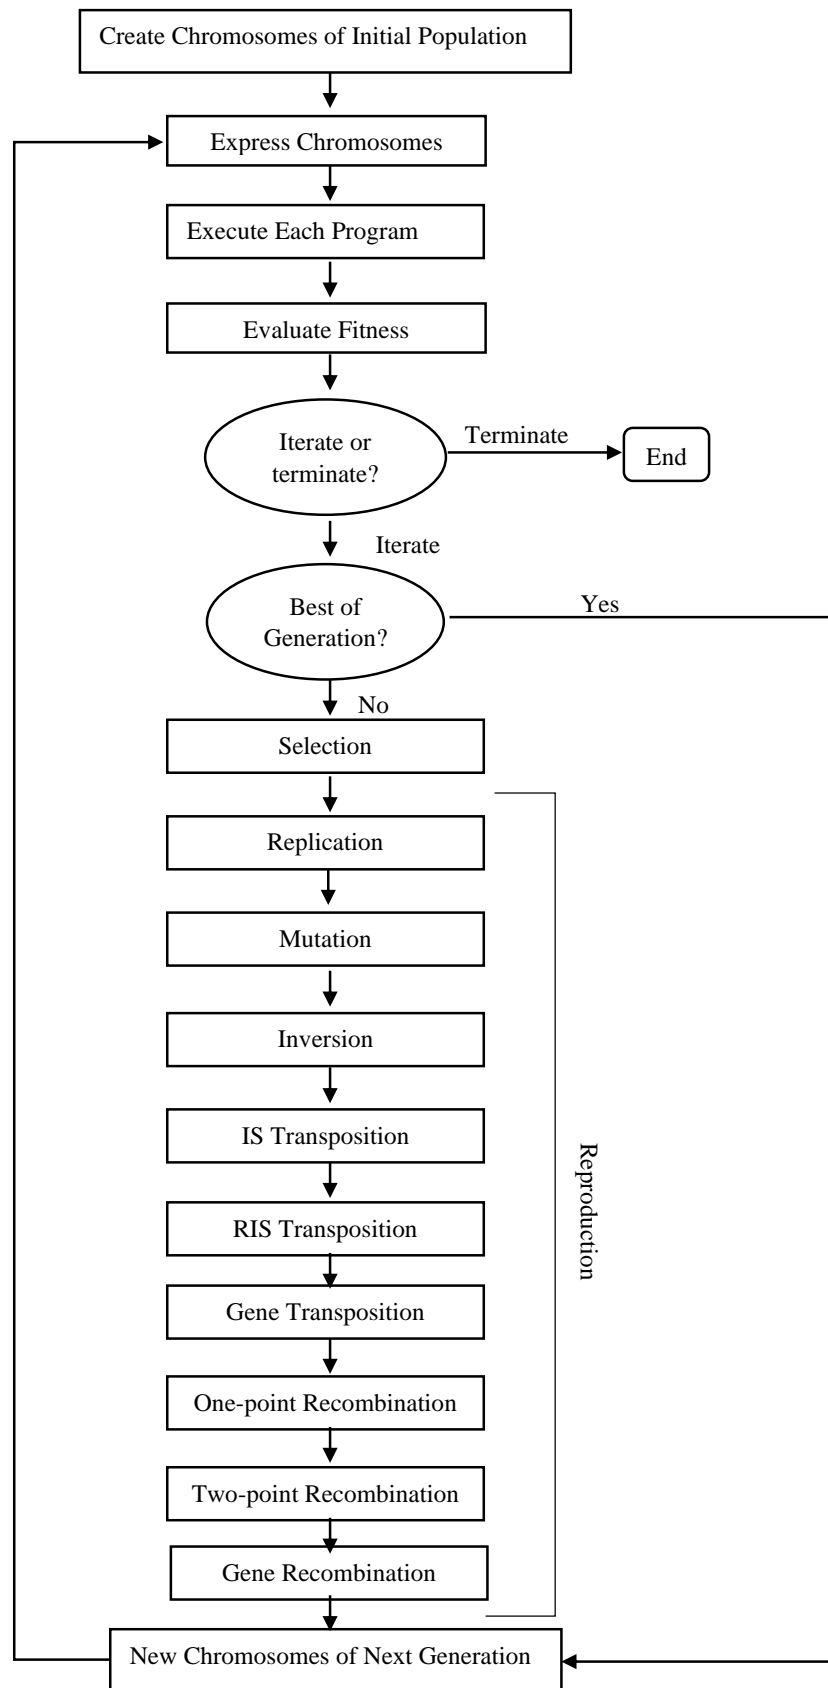 Create Chromosomes of Initial Population
Express Chromosomes
Execute Each Program
Evaluate Fitness
Iterate or
terminate?
Terminate
End
Iterate
Best of
Generation?
Yes
No
Selection
Replication
Mutation
Inversion
IS Transposition
RIS Transposition
Gene Transposition
One-point Recombination
Two-point Recombination
Gene Recombination
Reproduction
New Chromosomes of Next Generation